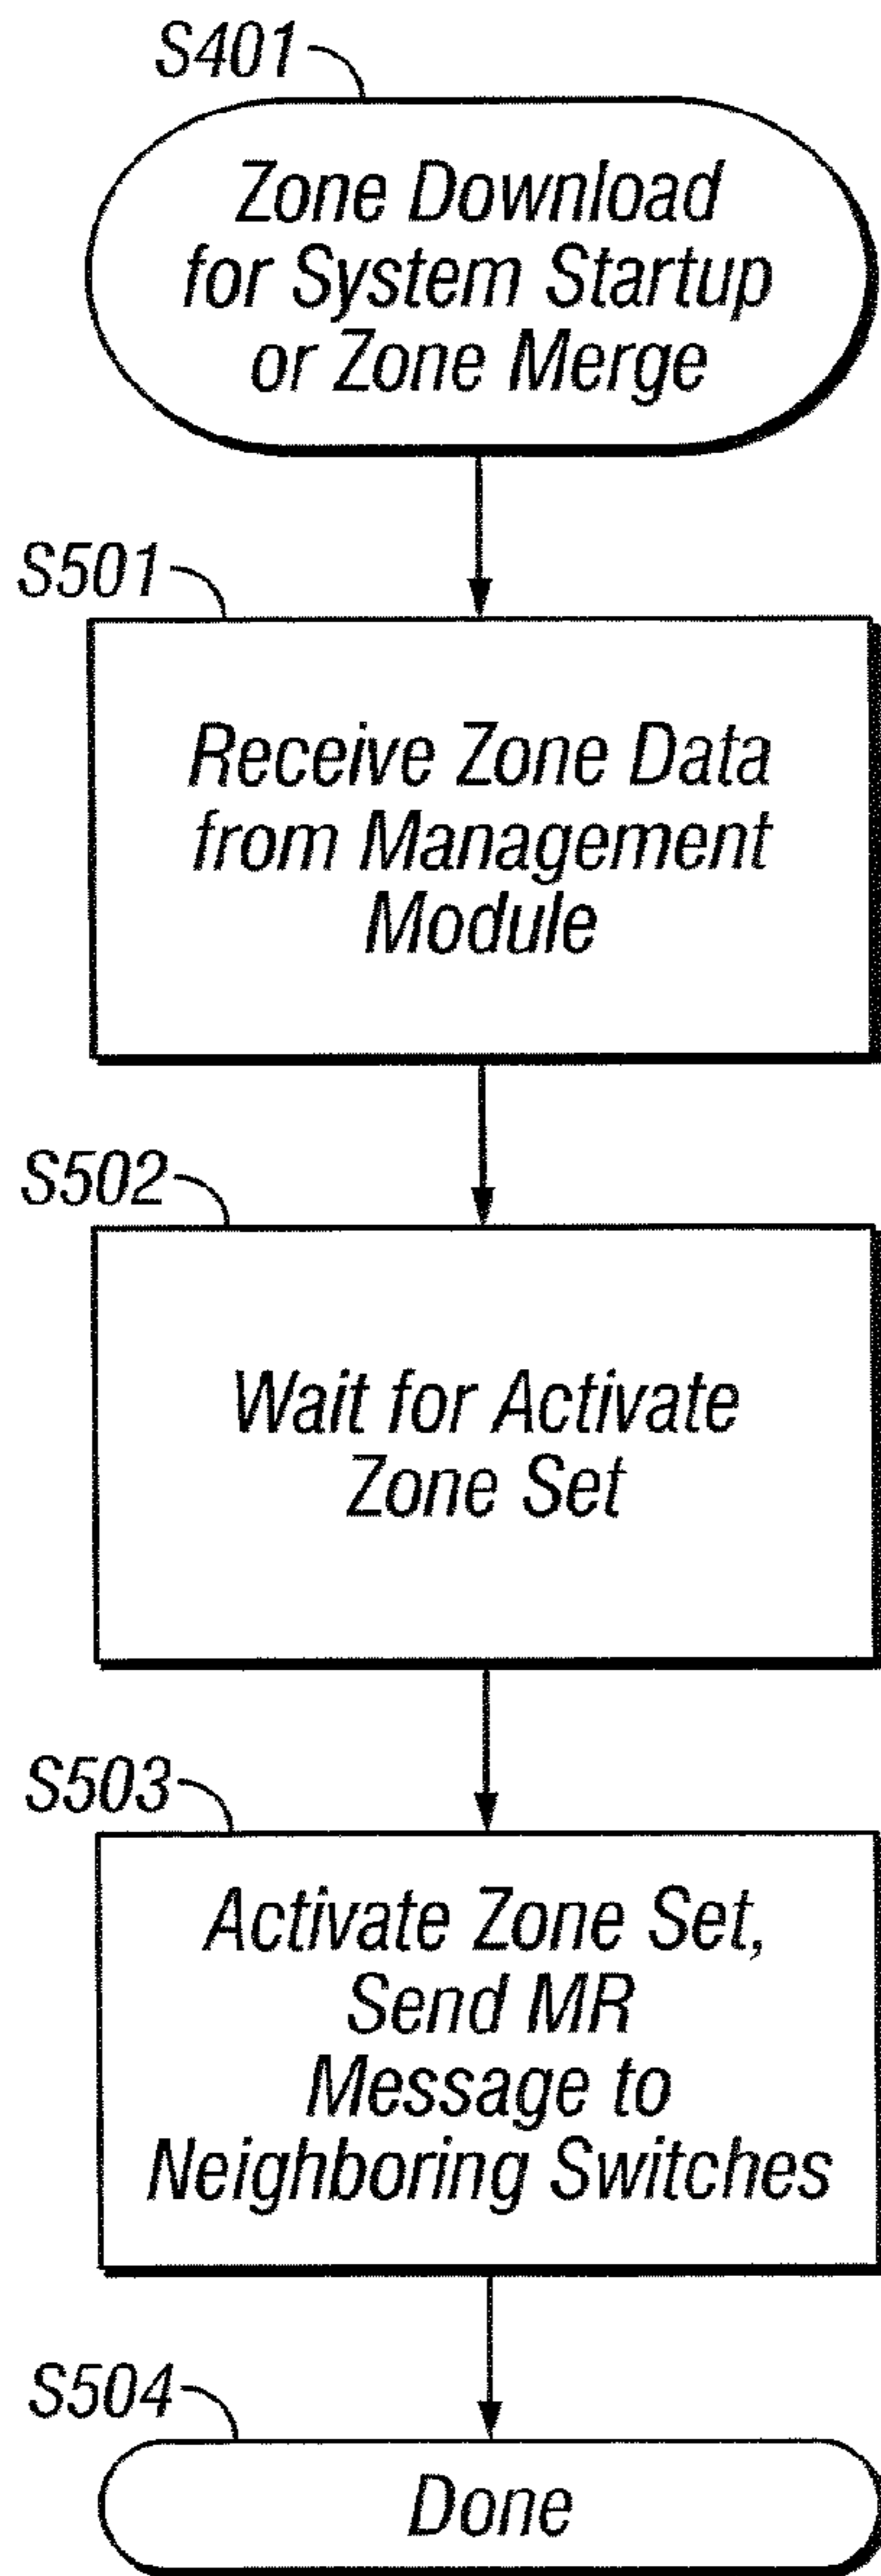 S401
Zone Download
for System Startup
or Zone Merge
S501
Receive Zone Data
from Management
Module
S502
Wait for Activate
Zone Set
S503
Activate Zone Set,
Send MR
Message to
Neighboring Switches
S504
Done